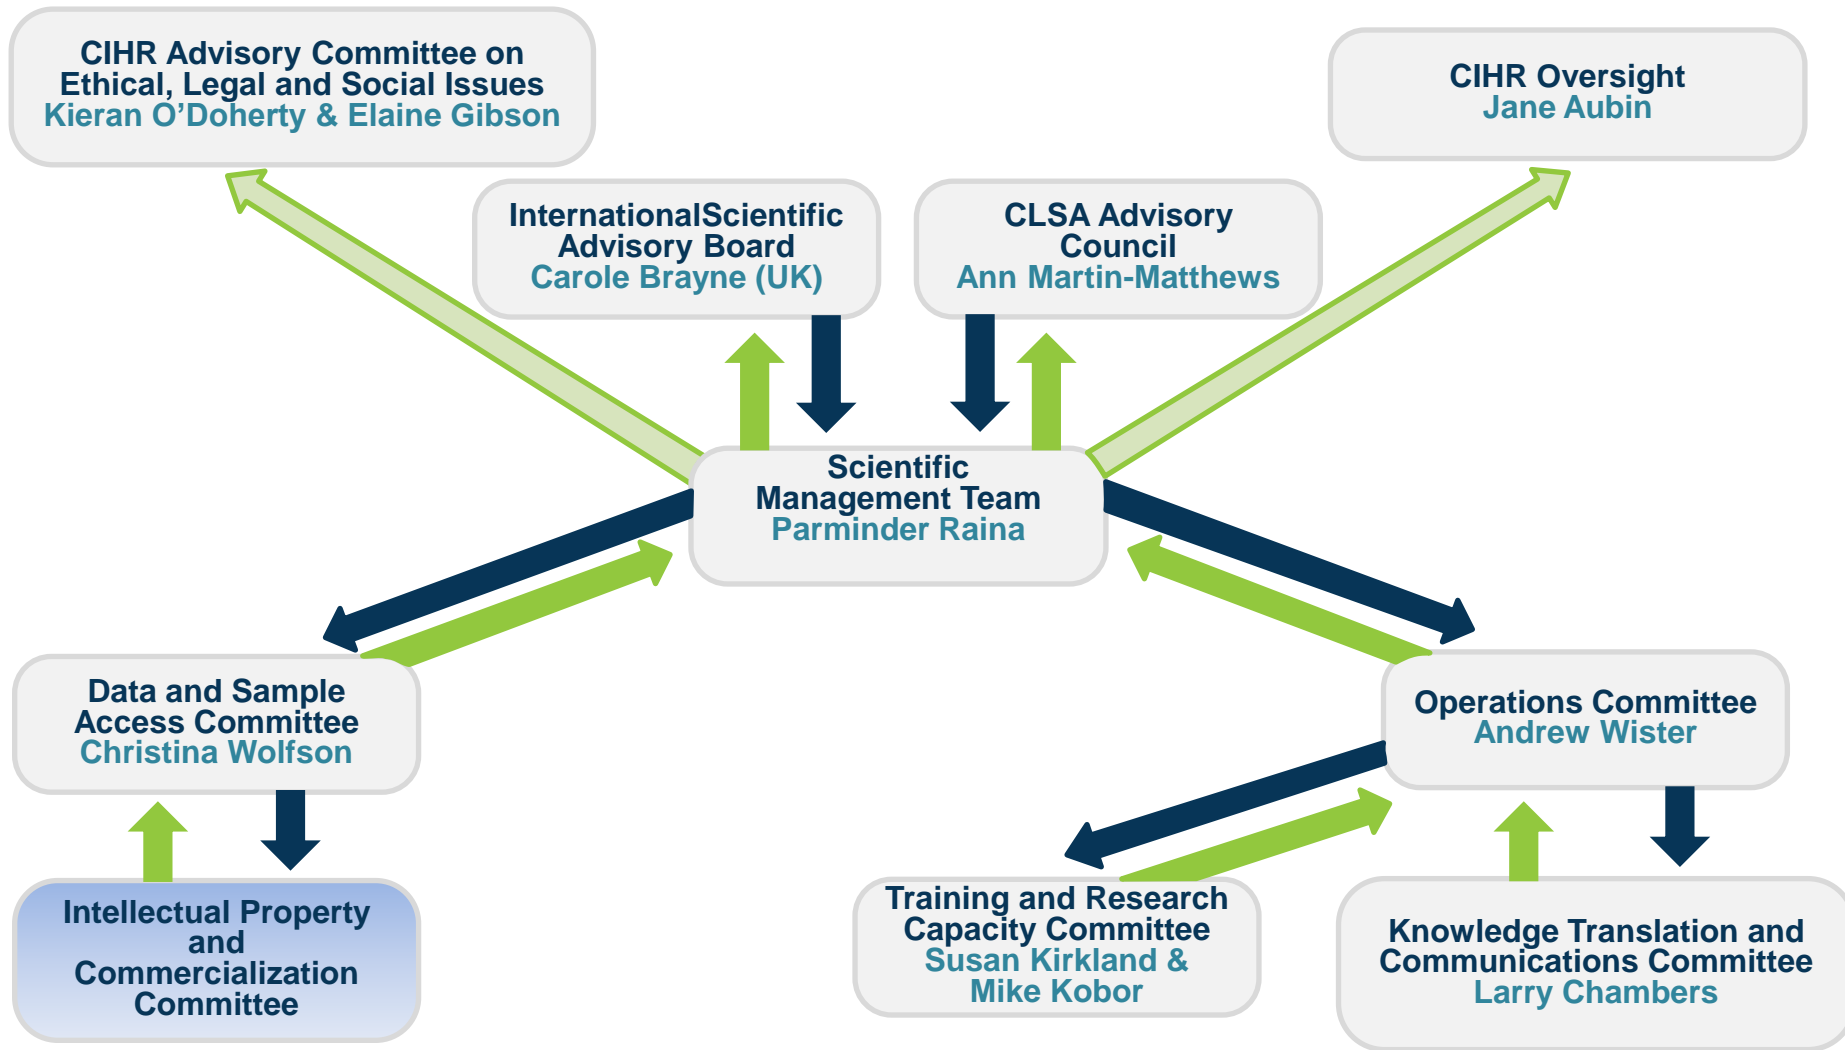 CIHR Advisory Committee on
Ethical, Legal and Social Issues
Kieran O’Doherty & Elaine Gibson
CIHR Oversight
Jane Aubin
InternationalScientific
Advisory Board
Carole Brayne (UK)
CLSA Advisory
Council
Ann Martin-Matthews
Scientific
Management Team
Parminder Raina
Data and Sample
Access Committee
Christina Wolfson
Operations Committee
Andrew Wister
Intellectual Property
and
Commercialization
Committee
Training and Research
Capacity Committee
Susan Kirkland &
Mike Kobor
Knowledge Translation and
Communications Committee
Larry Chambers